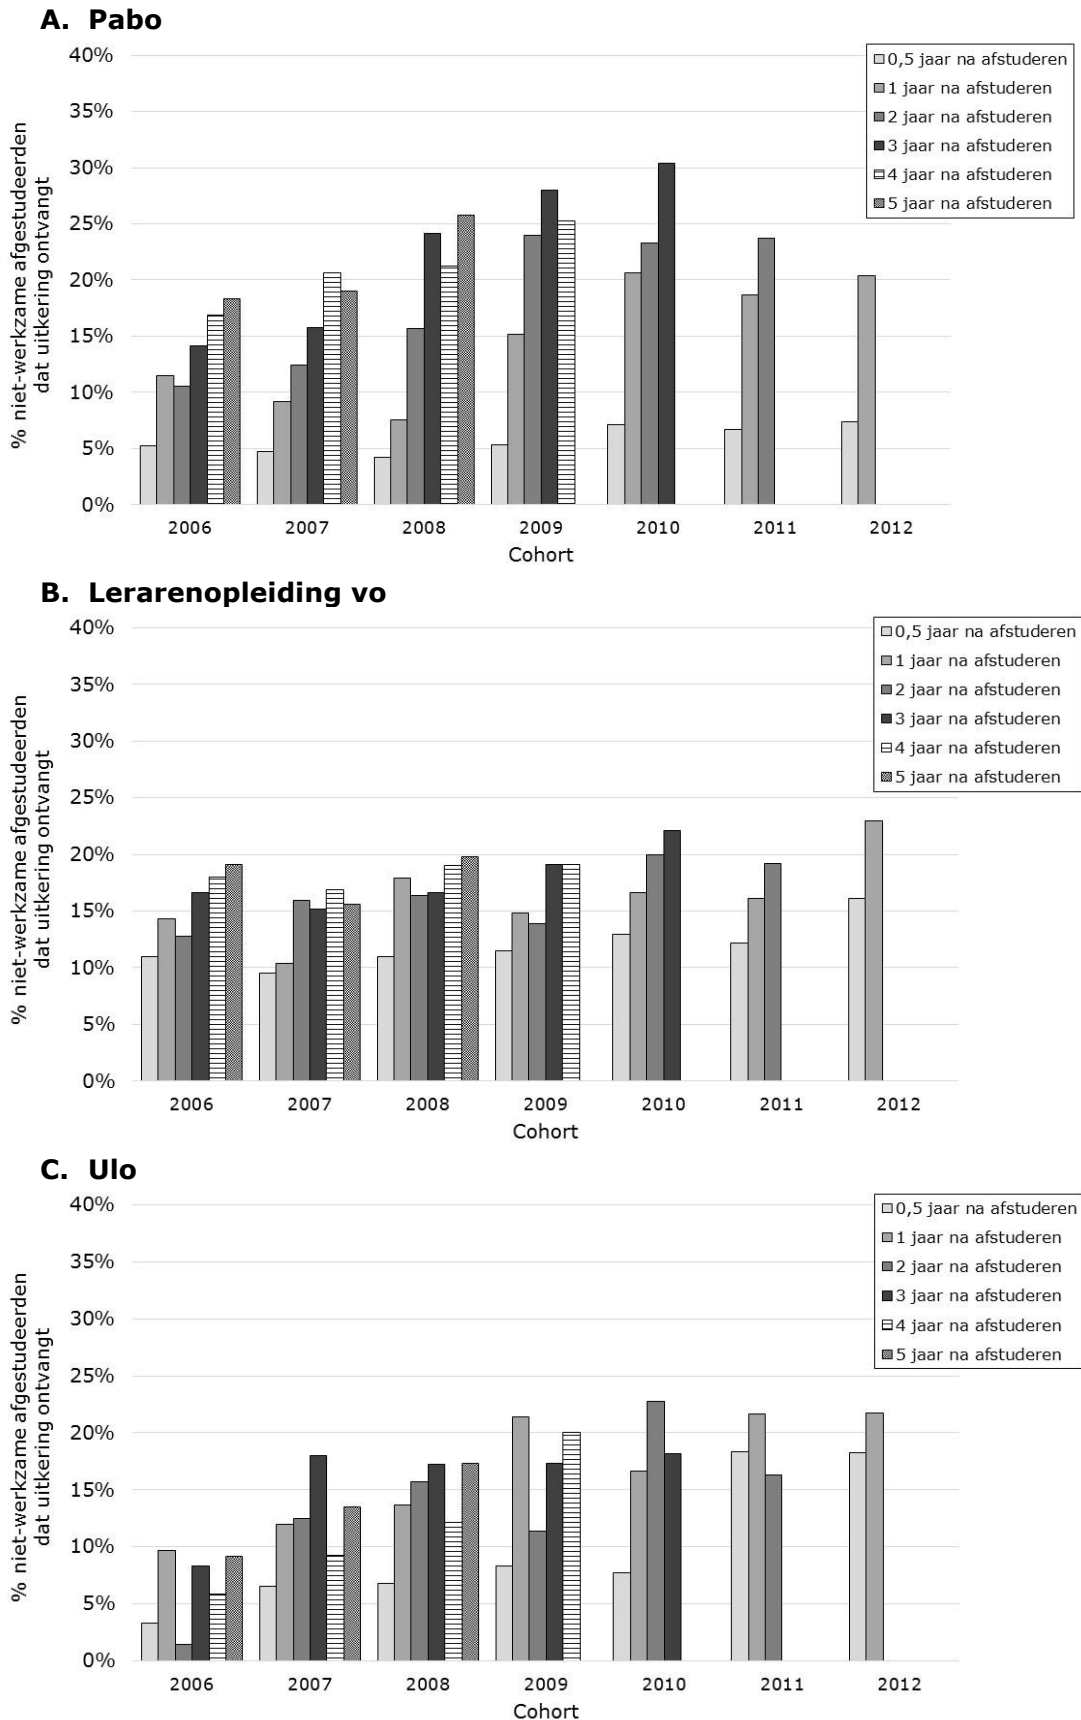 A. Pabo
40%
35%
30%
25%
20%
15%
10%
5%
0%
% niet-werkzame afgestudeerden
dat uitkering ontvangt
0,5 jaar na afstuderen
1 jaar na afstuderen
2 jaar na afstuderen
3 jaar na afstuderen
4 jaar na afstuderen
5 jaar na afstuderen
2006 2007 2008 2009 2010 2011 2012
Cohort
B. Lerarenopleiding vo
40%
35%
30%
25%
20%
15%
10%
5%
0%
% niet-werkzame afgestudeerden
dat uitkering ontvangt
0,5 jaar na afstuderen
1 jaar na afstuderen
2 jaar na afstuderen
3 jaar na afstuderen
4 jaar na afstuderen
5 jaar na afstuderen
2006 2007 2008 2009 2010 2011 2012
Cohort
C. Ulo
40%
35%
30%
25%
20%
15%
10%
5%
0%
% niet-werkzame afgestudeerden
dat uitkering ontvangt
0,5 jaar na afstuderen
1 jaar na afstuderen
2 jaar na afstuderen
3 jaar na afstuderen
4 jaar na afstuderen
5 jaar na afstuderen
2006 2007 2008 2009 2010 2011 2012
Cohort